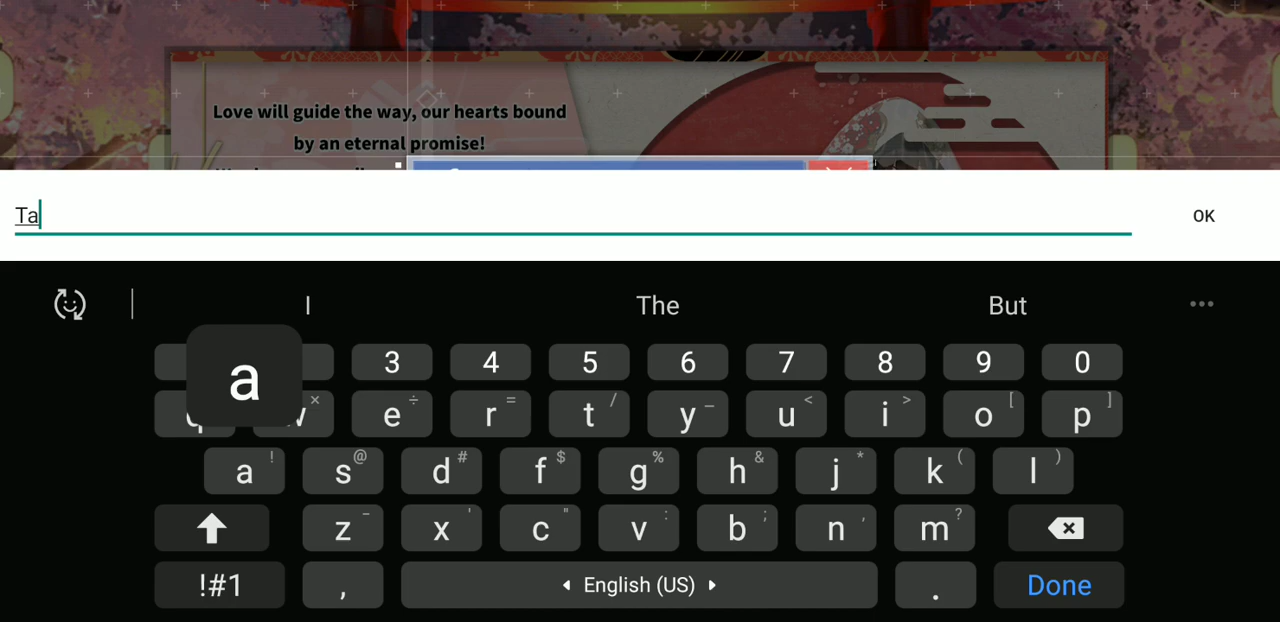 Love will guide the way, our hearts bound
by an eternal promise!
Ta
OK
I The But
a
3 4 5 6 7 8 9 0
q w × e ÷ r = t / y _ u < i > o [ p ]
a ! s @ d # f $ g % h & j * k ( l )
z - x ' c " v : b ; n , m ?
!#1 , English (US) . Done